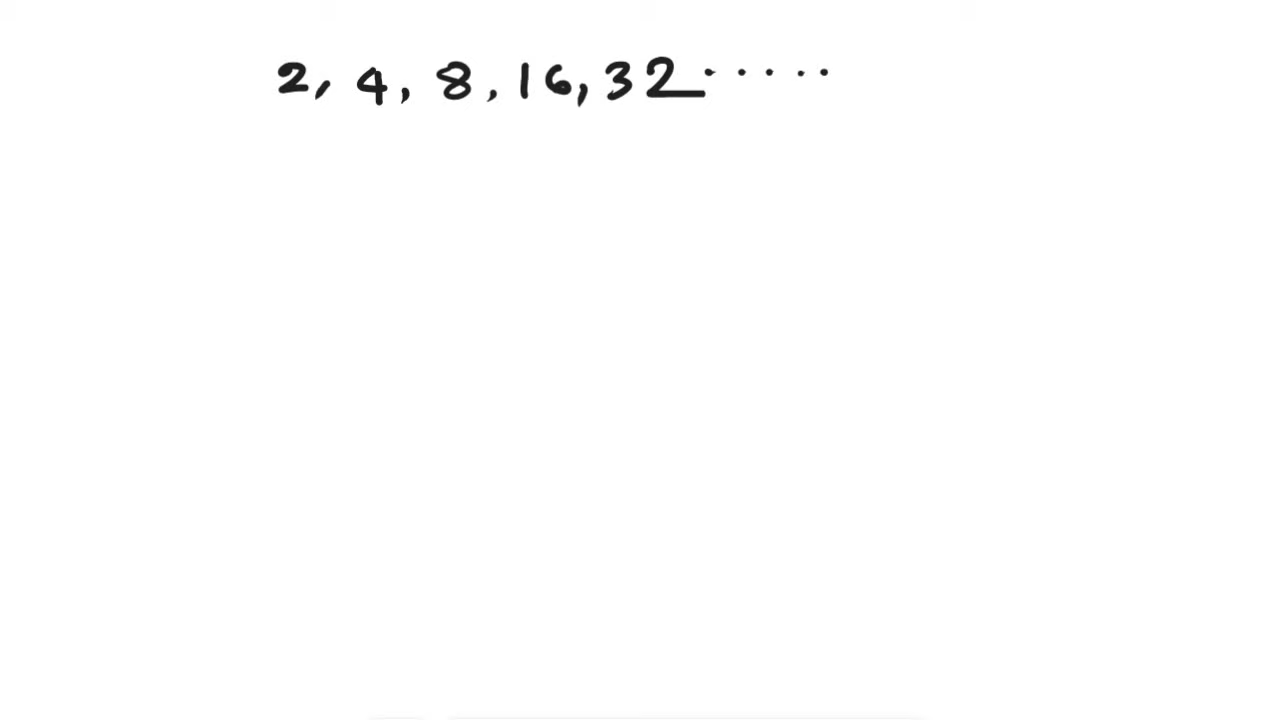 2, 4, 8, 16, 32.....